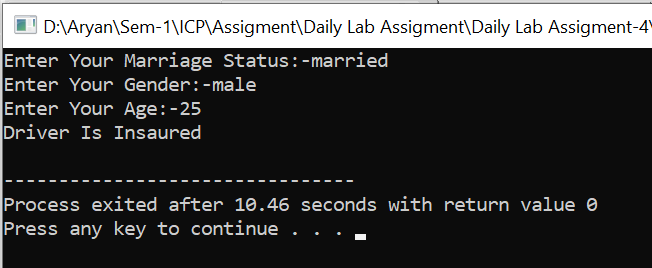 D:\Aryan\Sem-1\ICP\Assigment\Daily Lab Assigment\Daily Lab Assigment-4\
Enter Your Marriage Status:-married
Enter Your Gender:-male
Enter Your Age:-25
Driver Is Insaured
--------------------------------
Process exited after 10.46 seconds with return value 0
Press any key to continue . . .